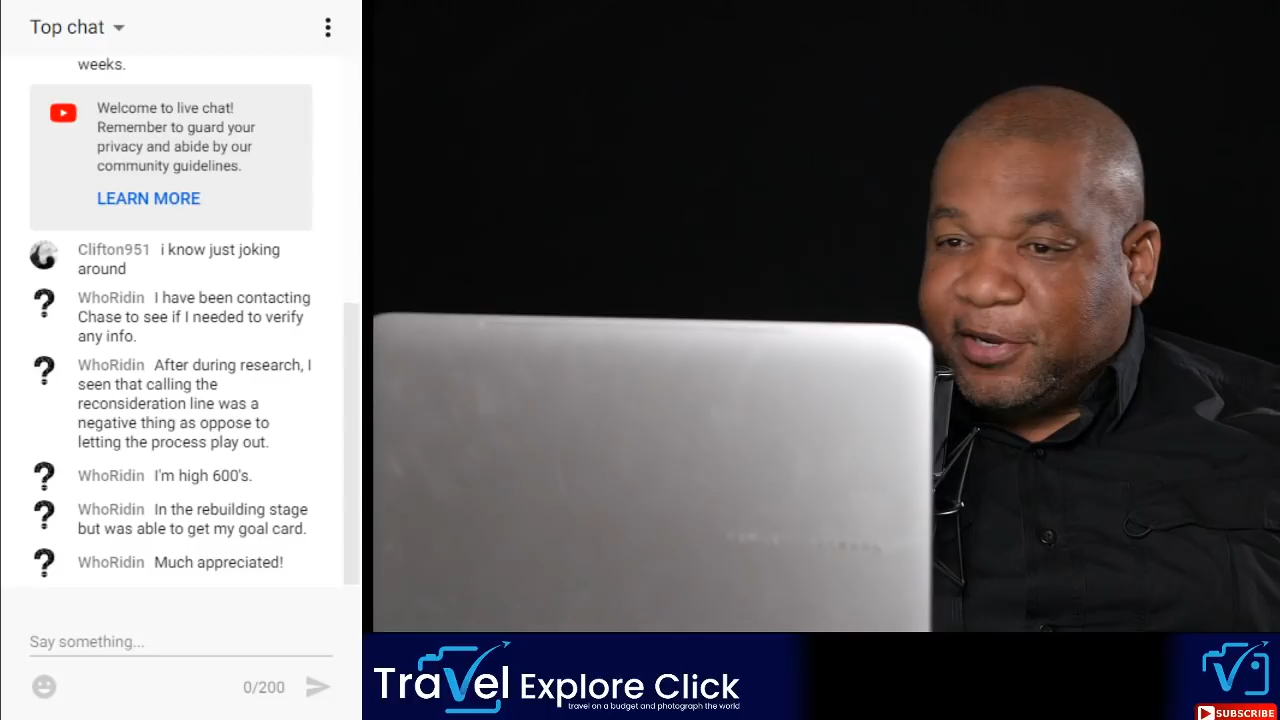 Top chat
weeks.
Welcome to live chat!
Remember to guard your
privacy and abide by our
community guidelines.
LEARN MORE
Clifton951 i know just joking
around
WhoRidin I have been contacting
Chase to see if I needed to verify
any info.
WhoRidin After during research, I
seen that calling the
reconsideration line was a
negative thing as oppose to
letting the process play out.
WhoRidin I'm high 600's.
WhoRidin In the rebuilding stage
but was able to get my goal card.
WhoRidin Much appreciated!
Say something...
0/200
Travel Explore Click
travel on a budget and photograph the world
SUBSCRIBE